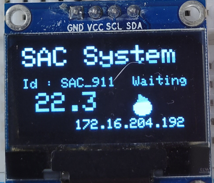 GND VCC SCL SDA
SAC System
Id : SAC_911 Waiting
22.3
172.16.204.192